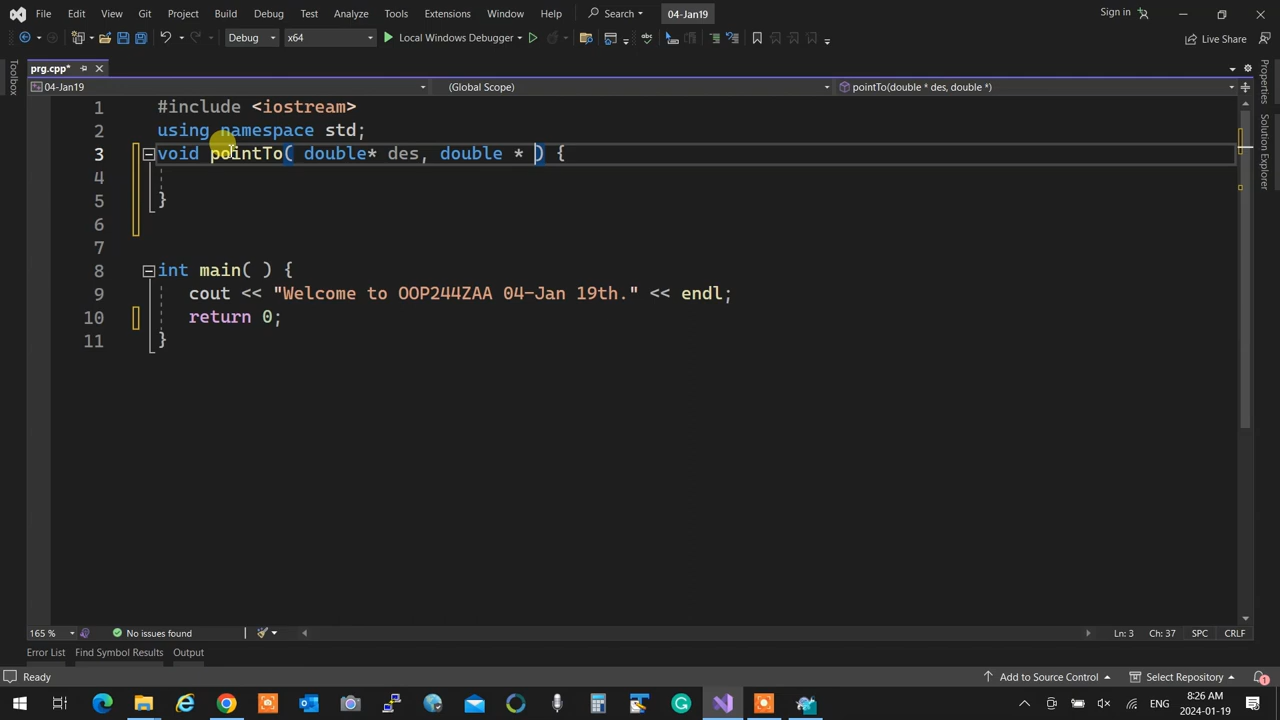 File Edit View Git Project Build Debug Test Analyze Tools Extensions Window Help Search 04-Jan19 Sign in
Debug x64 Local Windows Debugger Live Share
Toolbox
prg.cpp*
04-Jan19 (Global Scope) pointTo(double * des, double *)
1 #include <iostream>
2 using namespace std;
3 void pointTo( double* des, double * ) {
4
5 }
6
7
8 int main( ) {
9 cout << "Welcome to OOP244ZAA 04-Jan 19th." << endl;
10 return 0;
11 }
Properties
Solution Explorer
165 % No issues found Ln: 3 Ch: 37 SPC CRLF
Error List Find Symbol Results Output
Ready Add to Source Control Select Repository 1
ENG 8:26 AM
2024-01-19